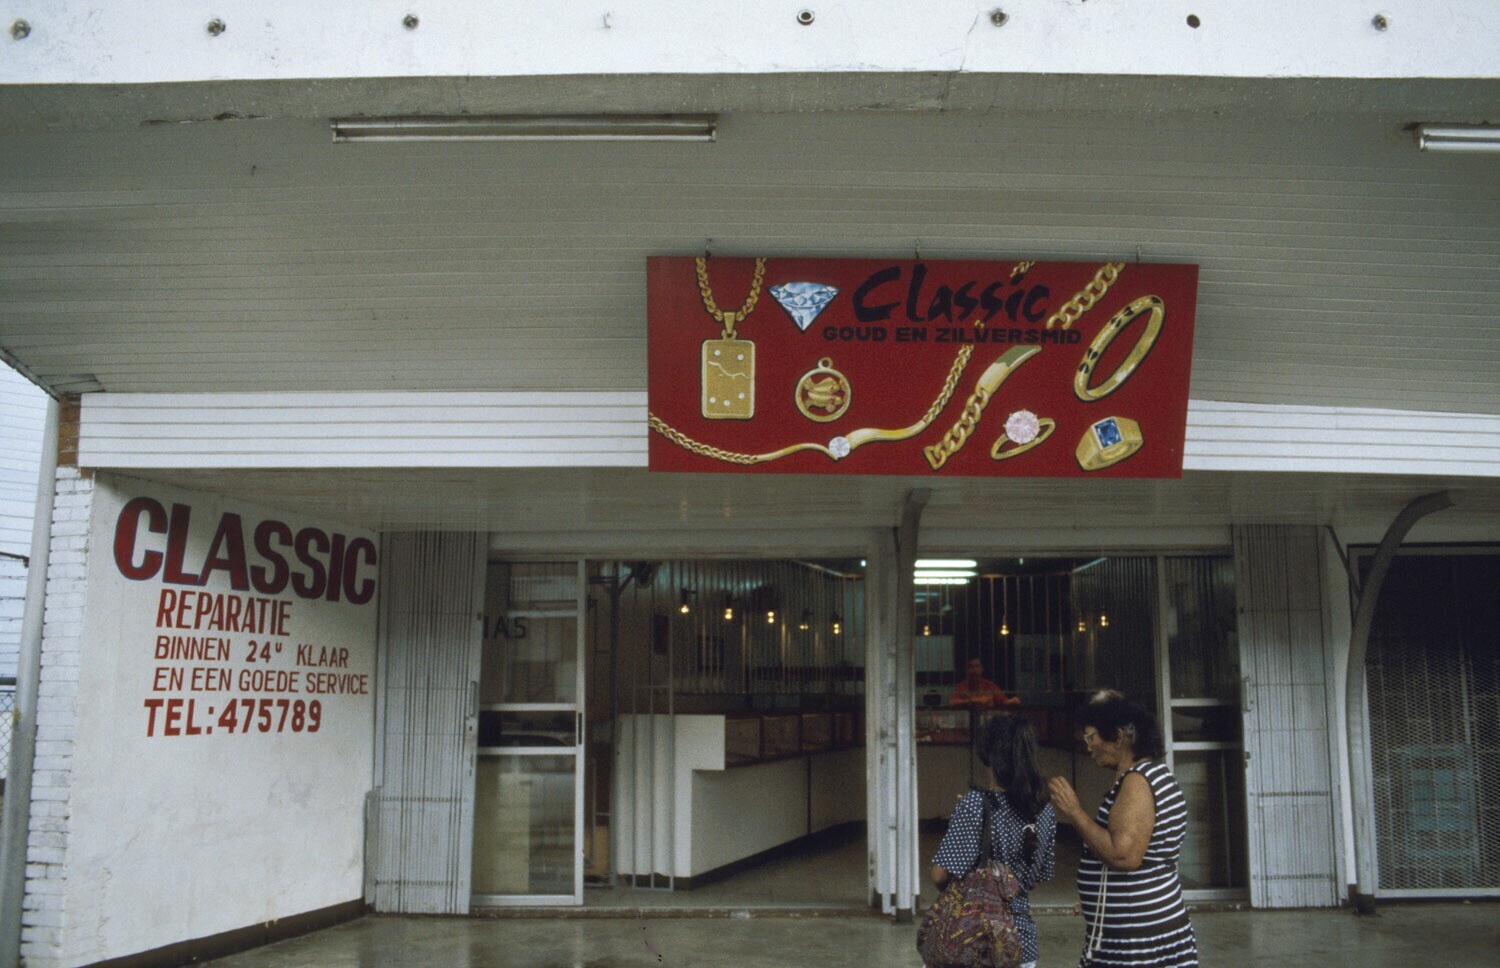 Classic
GOUD EN ZILVERSMID
CLASSIC
REPARATIE
BINNEN 24ᵘ KLAAR
EN EEN GOEDE SERVICE
TEL:475789